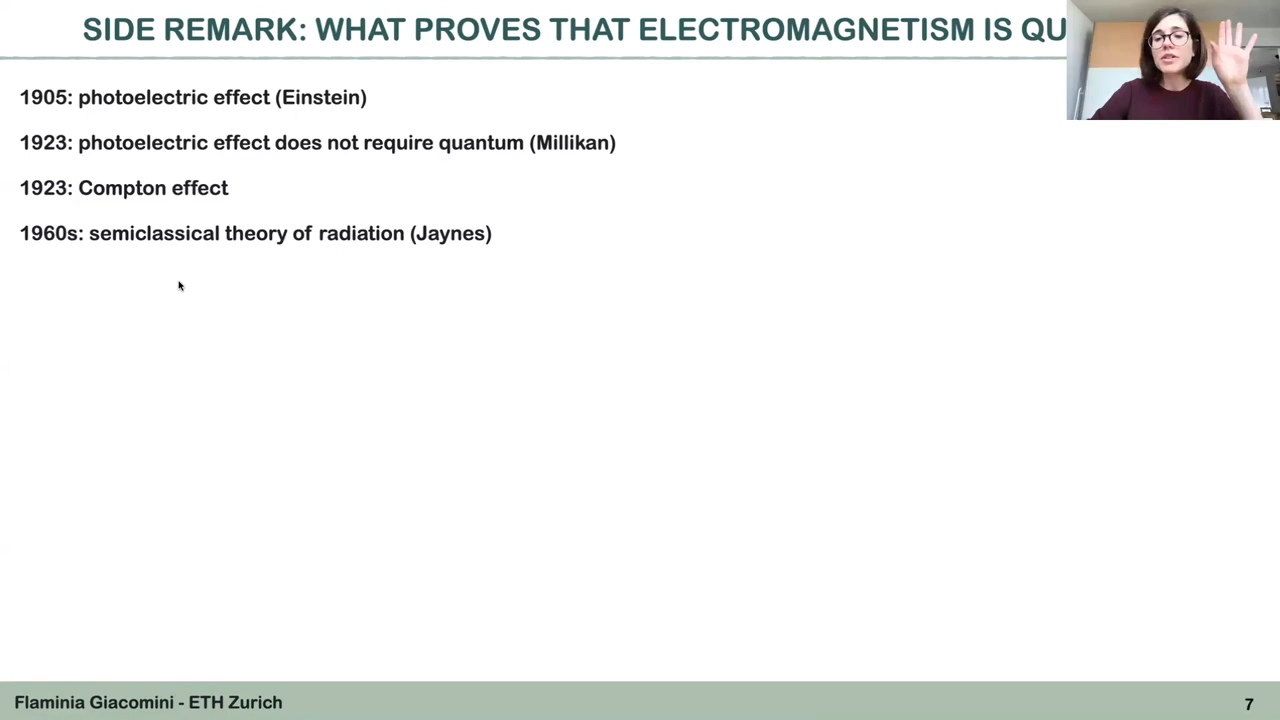 SIDE REMARK: WHAT PROVES THAT ELECTROMAGNETISM IS QU
1905: photoelectric effect (Einstein)
1923: photoelectric effect does not require quantum (Millikan)
1923: Compton effect
1960s: semiclassical theory of radiation (Jaynes)
Flaminia Giacomini - ETH Zurich
7